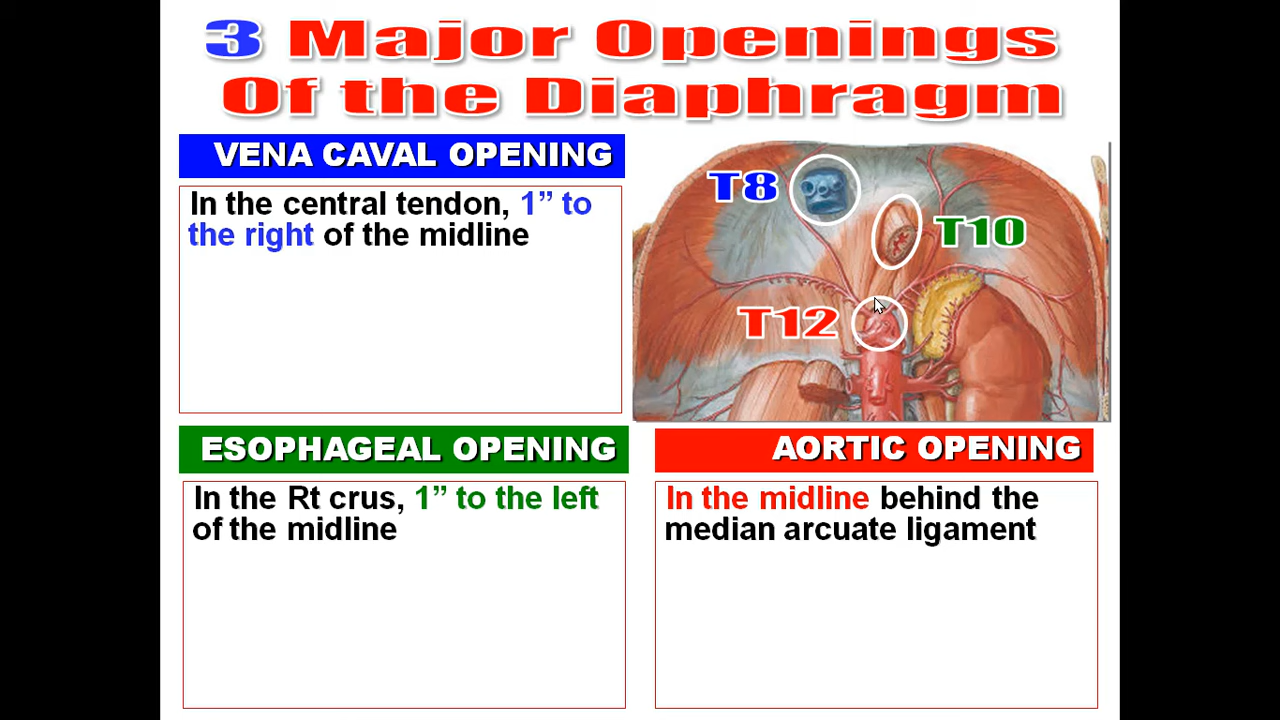 3 Major Openings
Of the Diaphragm
VENA CAVAL OPENING
In the central tendon, 1” to
the right of the midline
T8
T10
T12
ESOPHAGEAL OPENING
In the Rt crus, 1” to the left
of the midline
AORTIC OPENING
In the midline behind the
median arcuate ligament